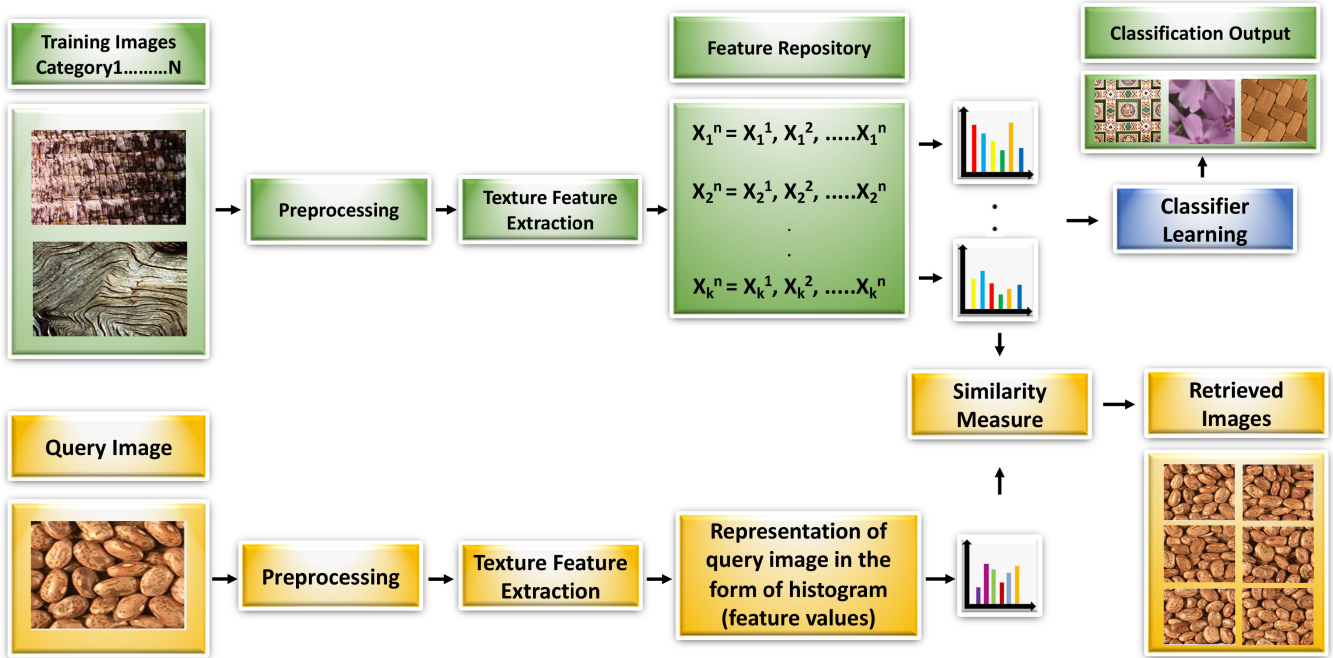 Training Images
Category1.........N
Feature Repository
Classification Output
X₁ⁿ = X₁¹, X₁², .....X₁ⁿ
X₂ⁿ = X₂¹, X₂², .....X₂ⁿ
.
.
Xₖⁿ = Xₖ¹, Xₖ², .....Xₖⁿ
Preprocessing
Texture Feature
Extraction
Classifier
Learning
Similarity
Measure
Retrieved
Images
Query Image
Preprocessing
Texture Feature
Extraction
Representation of
query image in the
form of histogram
(feature values)